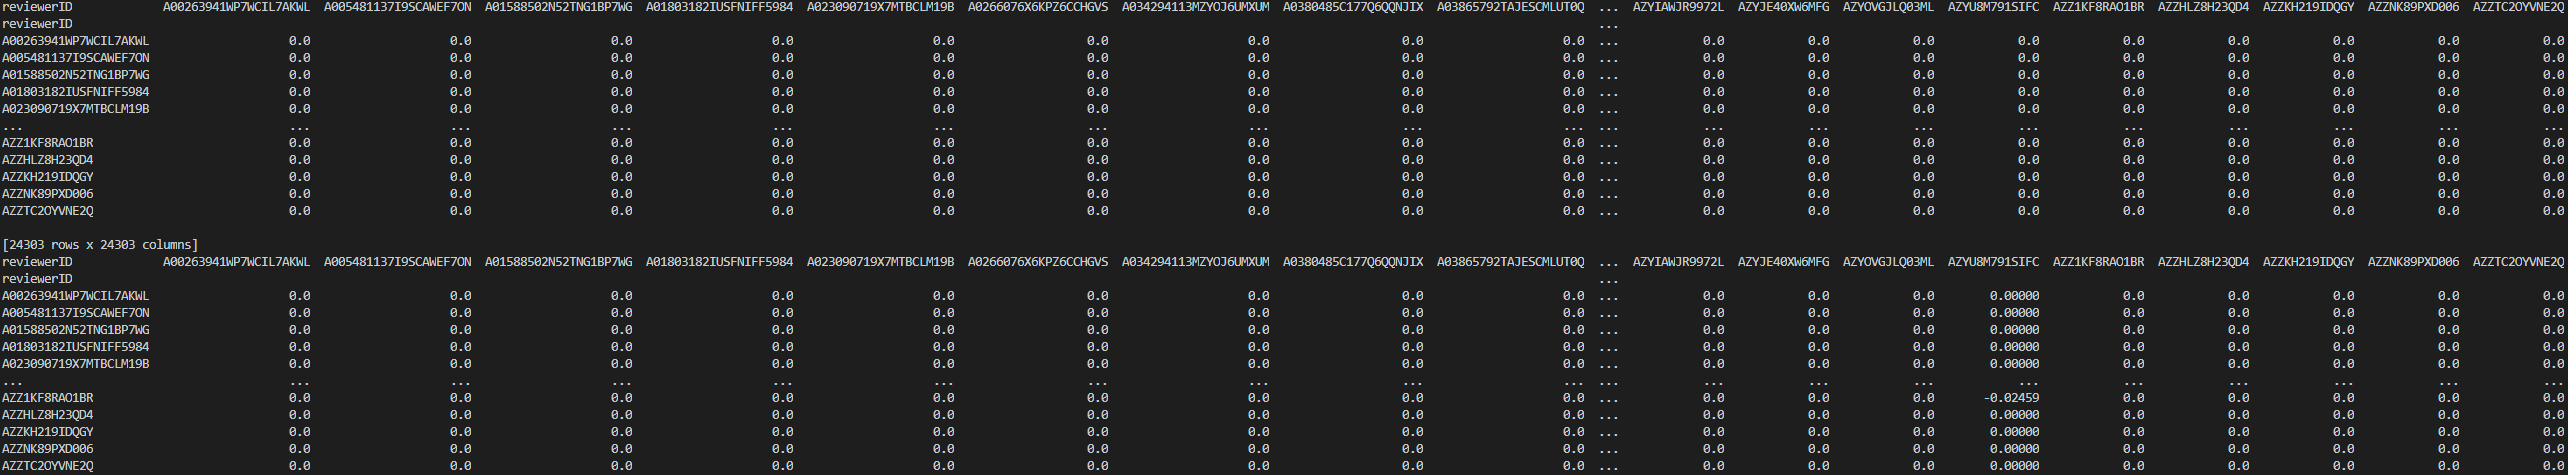 reviewerID A00263941WP7WCIL7AKWL A005481137I9SCAWEF7ON A01588502N52TNG1BP7WG A01803182IUSFNIFF5984 A023090719X7MTBCLM19B A0266076X6KPZ6CCHGVS A034294113MZYOJ6UMXUM A0380485C177Q6QQNJIX A03865792TAJESCMLUT0Q ... AZYIAWJR9972L AZYJE40XW6MFG AZYOVGJLQ03ML AZYU8M791SIFC AZZ1KF8RAO1BR AZZHLZ8H23QD4 AZZKH219IDQGY AZZNK89PXD006 AZZTC2OYVNE2Q
reviewerID ...
A00263941WP7WCIL7AKWL 0.0 0.0 0.0 0.0 0.0 0.0 0.0 0.0 0.0 ... 0.0 0.0 0.0 0.0 0.0 0.0 0.0 0.0 0.0
A005481137I9SCAWEF7ON 0.0 0.0 0.0 0.0 0.0 0.0 0.0 0.0 0.0 ... 0.0 0.0 0.0 0.0 0.0 0.0 0.0 0.0 0.0
A01588502N52TNG1BP7WG 0.0 0.0 0.0 0.0 0.0 0.0 0.0 0.0 0.0 ... 0.0 0.0 0.0 0.0 0.0 0.0 0.0 0.0 0.0
A01803182IUSFNIFF5984 0.0 0.0 0.0 0.0 0.0 0.0 0.0 0.0 0.0 ... 0.0 0.0 0.0 0.0 0.0 0.0 0.0 0.0 0.0
A023090719X7MTBCLM19B 0.0 0.0 0.0 0.0 0.0 0.0 0.0 0.0 0.0 ... 0.0 0.0 0.0 0.0 0.0 0.0 0.0 0.0 0.0
... ... ... ... ... ... ... ... ... ... ... ... ... ... ... ... ... ... ... ...
AZZ1KF8RAO1BR 0.0 0.0 0.0 0.0 0.0 0.0 0.0 0.0 0.0 ... 0.0 0.0 0.0 0.0 0.0 0.0 0.0 0.0 0.0
AZZHLZ8H23QD4 0.0 0.0 0.0 0.0 0.0 0.0 0.0 0.0 0.0 ... 0.0 0.0 0.0 0.0 0.0 0.0 0.0 0.0 0.0
AZZKH219IDQGY 0.0 0.0 0.0 0.0 0.0 0.0 0.0 0.0 0.0 ... 0.0 0.0 0.0 0.0 0.0 0.0 0.0 0.0 0.0
AZZNK89PXD006 0.0 0.0 0.0 0.0 0.0 0.0 0.0 0.0 0.0 ... 0.0 0.0 0.0 0.0 0.0 0.0 0.0 0.0 0.0
AZZTC2OYVNE2Q 0.0 0.0 0.0 0.0 0.0 0.0 0.0 0.0 0.0 ... 0.0 0.0 0.0 0.0 0.0 0.0 0.0 0.0 0.0
[24303 rows x 24303 columns]
reviewerID A00263941WP7WCIL7AKWL A005481137I9SCAWEF7ON A01588502N52TNG1BP7WG A01803182IUSFNIFF5984 A023090719X7MTBCLM19B A0266076X6KPZ6CCHGVS A034294113MZYOJ6UMXUM A0380485C177Q6QQNJIX A03865792TAJESCMLUT0Q ... AZYIAWJR9972L AZYJE40XW6MFG AZYOVGJLQ03ML AZYU8M791SIFC AZZ1KF8RAO1BR AZZHLZ8H23QD4 AZZKH219IDQGY AZZNK89PXD006 AZZTC2OYVNE2Q
reviewerID ...
A00263941WP7WCIL7AKWL 0.0 0.0 0.0 0.0 0.0 0.0 0.0 0.0 0.0 ... 0.0 0.0 0.0 0.00000 0.0 0.0 0.0 0.0 0.0
A005481137I9SCAWEF7ON 0.0 0.0 0.0 0.0 0.0 0.0 0.0 0.0 0.0 ... 0.0 0.0 0.0 0.00000 0.0 0.0 0.0 0.0 0.0
A01588502N52TNG1BP7WG 0.0 0.0 0.0 0.0 0.0 0.0 0.0 0.0 0.0 ... 0.0 0.0 0.0 0.00000 0.0 0.0 0.0 0.0 0.0
A01803182IUSFNIFF5984 0.0 0.0 0.0 0.0 0.0 0.0 0.0 0.0 0.0 ... 0.0 0.0 0.0 0.00000 0.0 0.0 0.0 0.0 0.0
A023090719X7MTBCLM19B 0.0 0.0 0.0 0.0 0.0 0.0 0.0 0.0 0.0 ... 0.0 0.0 0.0 0.00000 0.0 0.0 0.0 0.0 0.0
... ... ... ... ... ... ... ... ... ... ... ... ... ... ... ... ... ... ... ...
AZZ1KF8RAO1BR 0.0 0.0 0.0 0.0 0.0 0.0 0.0 0.0 0.0 ... 0.0 0.0 0.0 -0.02459 0.0 0.0 0.0 0.0 0.0
AZZHLZ8H23QD4 0.0 0.0 0.0 0.0 0.0 0.0 0.0 0.0 0.0 ... 0.0 0.0 0.0 0.00000 0.0 0.0 0.0 0.0 0.0
AZZKH219IDQGY 0.0 0.0 0.0 0.0 0.0 0.0 0.0 0.0 0.0 ... 0.0 0.0 0.0 0.00000 0.0 0.0 0.0 0.0 0.0
AZZNK89PXD006 0.0 0.0 0.0 0.0 0.0 0.0 0.0 0.0 0.0 ... 0.0 0.0 0.0 0.00000 0.0 0.0 0.0 0.0 0.0
AZZTC2OYVNE2Q 0.0 0.0 0.0 0.0 0.0 0.0 0.0 0.0 0.0 ... 0.0 0.0 0.0 0.00000 0.0 0.0 0.0 0.0 0.0